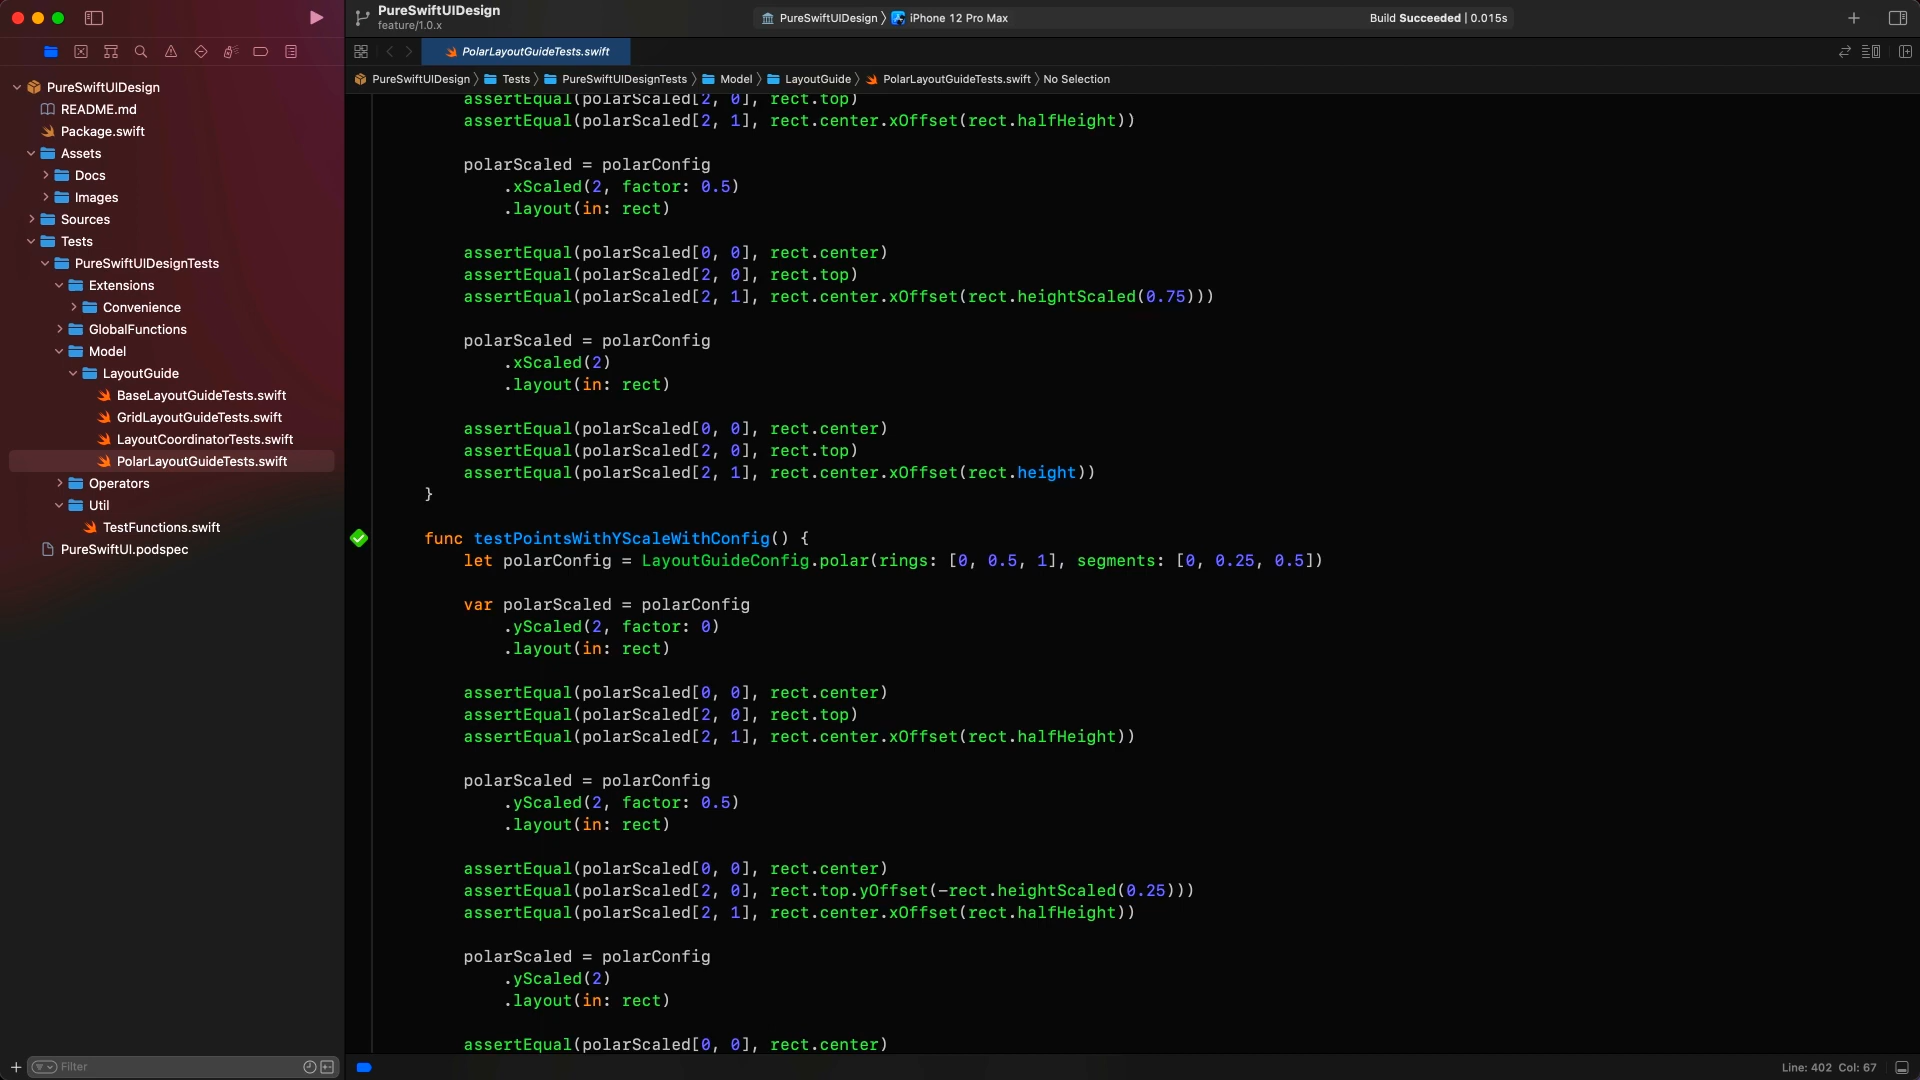 PureSwiftUIDesign
feature/1.0.x
PureSwiftUIDesign 〉 iPhone 12 Pro Max
Build Succeeded | 0.015s
PolarLayoutGuideTests.swift
PureSwiftUIDesign 〉 Tests 〉 PureSwiftUIDesignTests 〉 Model 〉 LayoutGuide 〉 PolarLayoutGuideTests.swift 〉 No Selection
PureSwiftUIDesign
README.md
Package.swift
Assets
Docs
Images
Sources
Tests
PureSwiftUIDesignTests
Extensions
Convenience
GlobalFunctions
Model
LayoutGuide
BaseLayoutGuideTests.swift
GridLayoutGuideTests.swift
LayoutCoordinatorTests.swift
PolarLayoutGuideTests.swift
Operators
Util
TestFunctions.swift
PureSwiftUI.podspec
Filter
assertEqual(polarScaled[2, 0], rect.top)
assertEqual(polarScaled[2, 1], rect.center.xOffset(rect.halfHeight))
polarScaled = polarConfig
.xScaled(2, factor: 0.5)
.layout(in: rect)
assertEqual(polarScaled[0, 0], rect.center)
assertEqual(polarScaled[2, 0], rect.top)
assertEqual(polarScaled[2, 1], rect.center.xOffset(rect.heightScaled(0.75)))
polarScaled = polarConfig
.xScaled(2)
.layout(in: rect)
assertEqual(polarScaled[0, 0], rect.center)
assertEqual(polarScaled[2, 0], rect.top)
assertEqual(polarScaled[2, 1], rect.center.xOffset(rect.height))
}
func testPointsWithYScaleWithConfig() {
let polarConfig = LayoutGuideConfig.polar(rings: [0, 0.5, 1], segments: [0, 0.25, 0.5])
var polarScaled = polarConfig
.yScaled(2, factor: 0)
.layout(in: rect)
assertEqual(polarScaled[0, 0], rect.center)
assertEqual(polarScaled[2, 0], rect.top)
assertEqual(polarScaled[2, 1], rect.center.xOffset(rect.halfHeight))
polarScaled = polarConfig
.yScaled(2, factor: 0.5)
.layout(in: rect)
assertEqual(polarScaled[0, 0], rect.center)
assertEqual(polarScaled[2, 0], rect.top.yOffset(-rect.heightScaled(0.25)))
assertEqual(polarScaled[2, 1], rect.center.xOffset(rect.halfHeight))
polarScaled = polarConfig
.yScaled(2)
.layout(in: rect)
assertEqual(polarScaled[0, 0], rect.center)
Line: 402 Col: 67